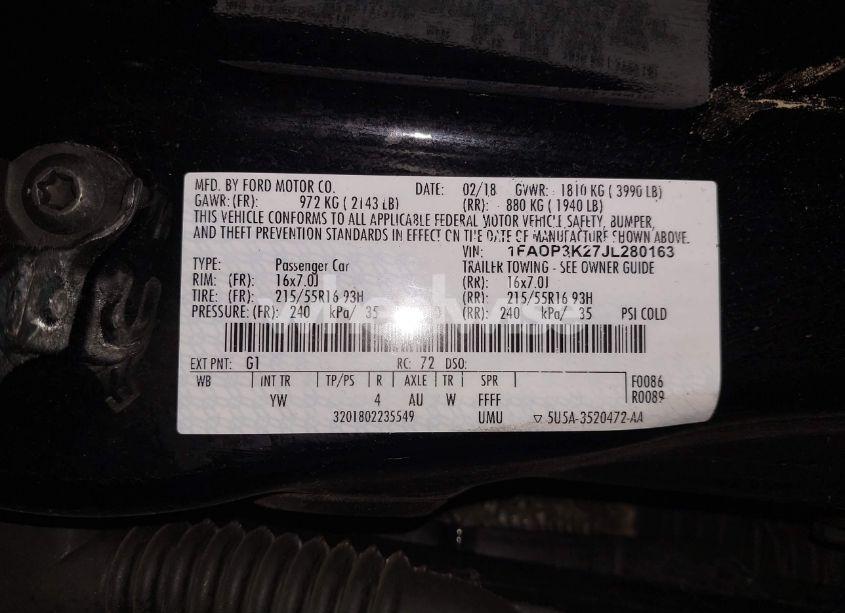 MFD. BY FORD MOTOR CO. DATE: 02/18 GVWR: 1810 KG ( 3990 LB)
GAWR: (FR): 972 KG ( 2143 LB) (RR): 880 KG ( 1940 LB)
THIS VEHICLE CONFORMS TO ALL APPLICABLE FEDERAL MOTOR VEHICLE SAFETY, BUMPER,
AND THEFT PREVENTION STANDARDS IN EFFECT ON THE DATE OF MANUFACTURE SHOWN ABOVE.
VIN: 1FA0P3K27JL280163
TYPE: Passenger Car TRAILER TOWING - SEE OWNER GUIDE
RIM: (FR): 16x7.0J (RR): 16x7.0J
TIRE: (FR): 215/55R16 93H (RR): 215/55R16 93H
PRESSURE: (FR): 240 kPa/ 35 (RR): 240 kPa/ 35 PSI COLD
EXT PNT: G1 RC: 72 DSO:
WB INT TR TP/PS R AXLE TR SPR F0086
YW 4 AU W FFFF R0089
3201802235549 UMU ▽ 5U5A-3520472-AA